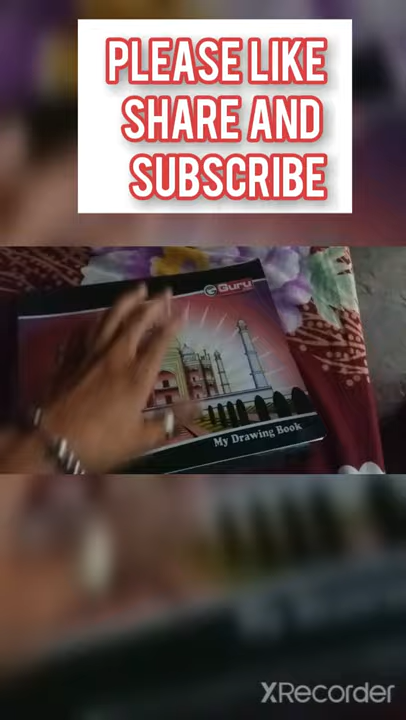 PLEASE LIKE
SHARE AND
SUBSCRIBE
Guru
My Drawing Book
XRecorder